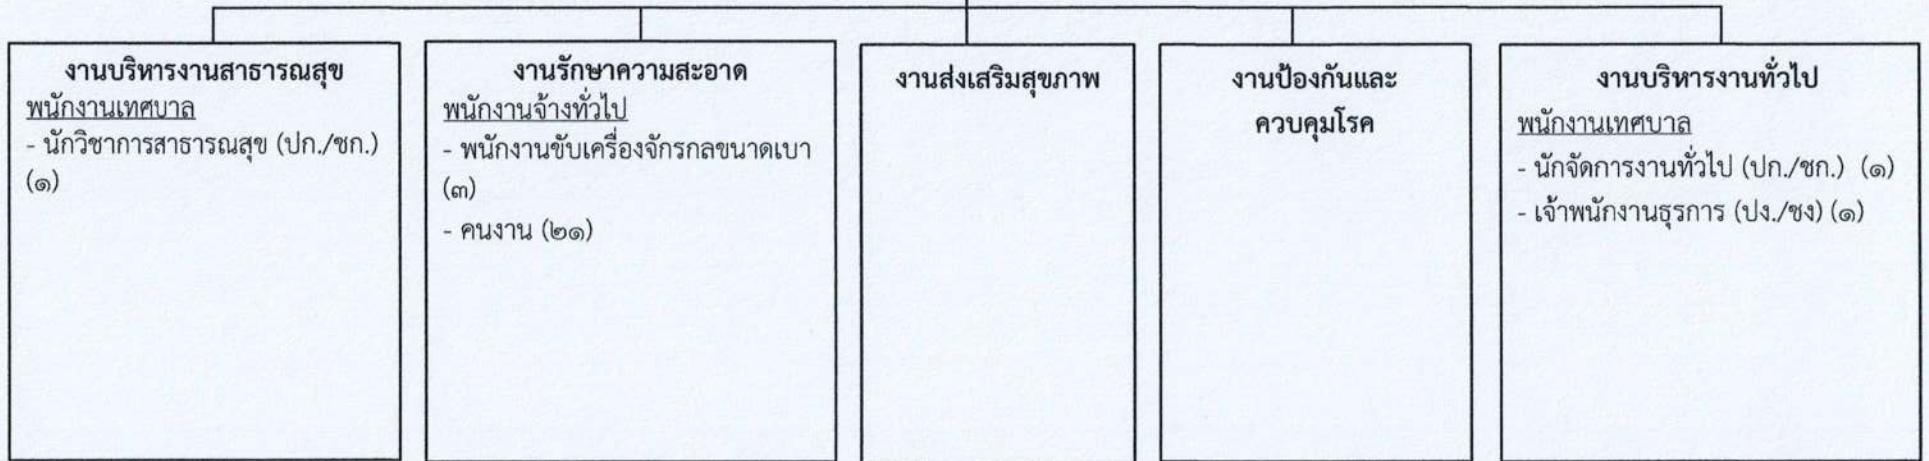 งานบริหารงานสาธารณสุข
พนักงานเทศบาล
- นักวิชาการสาธารณสุข (ปก./ชก.)
(๑)
งานรักษาความสะอาด
พนักงานจ้างทั่วไป
- พนักงานขับเครื่องจักรกลขนาดเบา
(๓)
- คนงาน (๒๑)
งานส่งเสริมสุขภาพ
งานป้องกันและ
ควบคุมโรค
งานบริหารงานทั่วไป
พนักงานเทศบาล
- นักจัดการงานทั่วไป (ปก./ชก.) (๑)
- เจ้าพนักงานธุรการ (ปง./ชง) (๑)